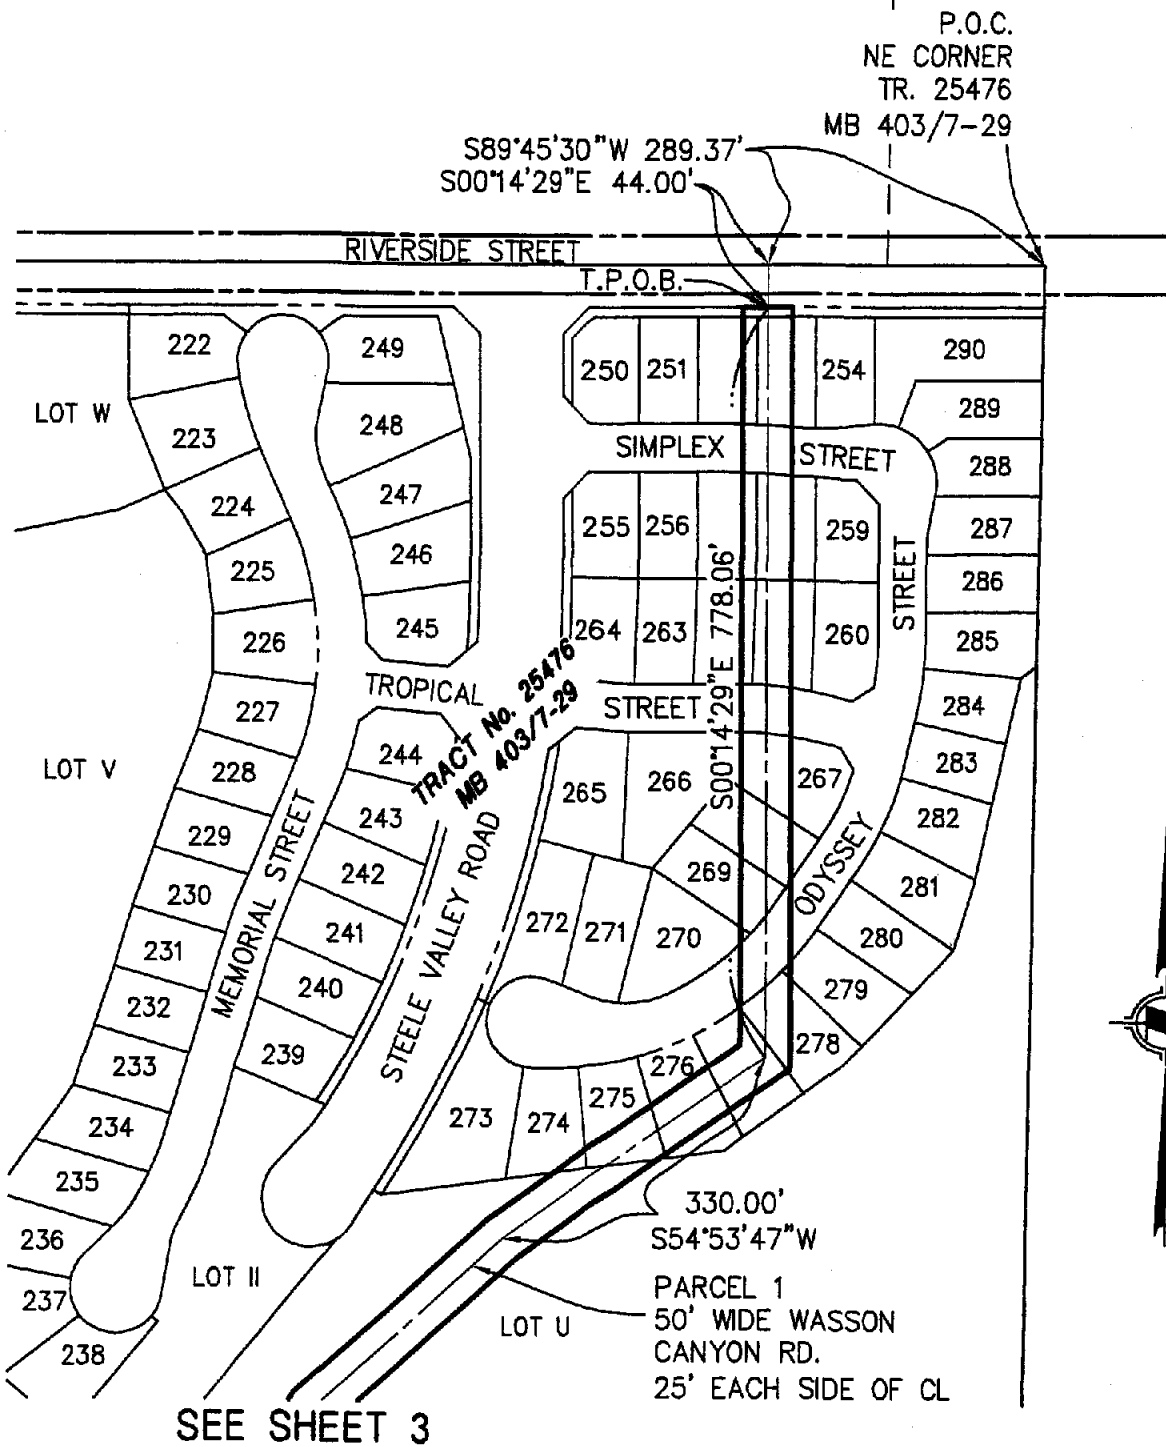 P.O.C.
NE CORNER
TR. 25476
MB 403/7-29
S89°45'30"W 289.37'
S00°14'29"E 44.00'
RIVERSIDE STREET
T.P.O.B.
222
249
250
251
254
290
LOT W
223
248
289
SIMPLEX STREET
288
224
247
255
256
259
287
225
246
STREET
286
226
245
264
263
260
285
S00°14'29"E 778.06'
TROPICAL STREET
TRACT No. 25476
MB 403/7-29
227
284
LOT V
244
228
265
266
267
283
229
243
282
MEMORIAL STREET
STEELE VALLEY ROAD
ODYSSEY
230
242
269
281
231
241
272
271
270
280
232
240
279
233
239
276
278
234
273
274
275
235
236
330.00'
S54°53'47"W
237
LOT II
LOT U
PARCEL 1
50' WIDE WASSON
CANYON RD.
25' EACH SIDE OF CL
238
SEE SHEET 3